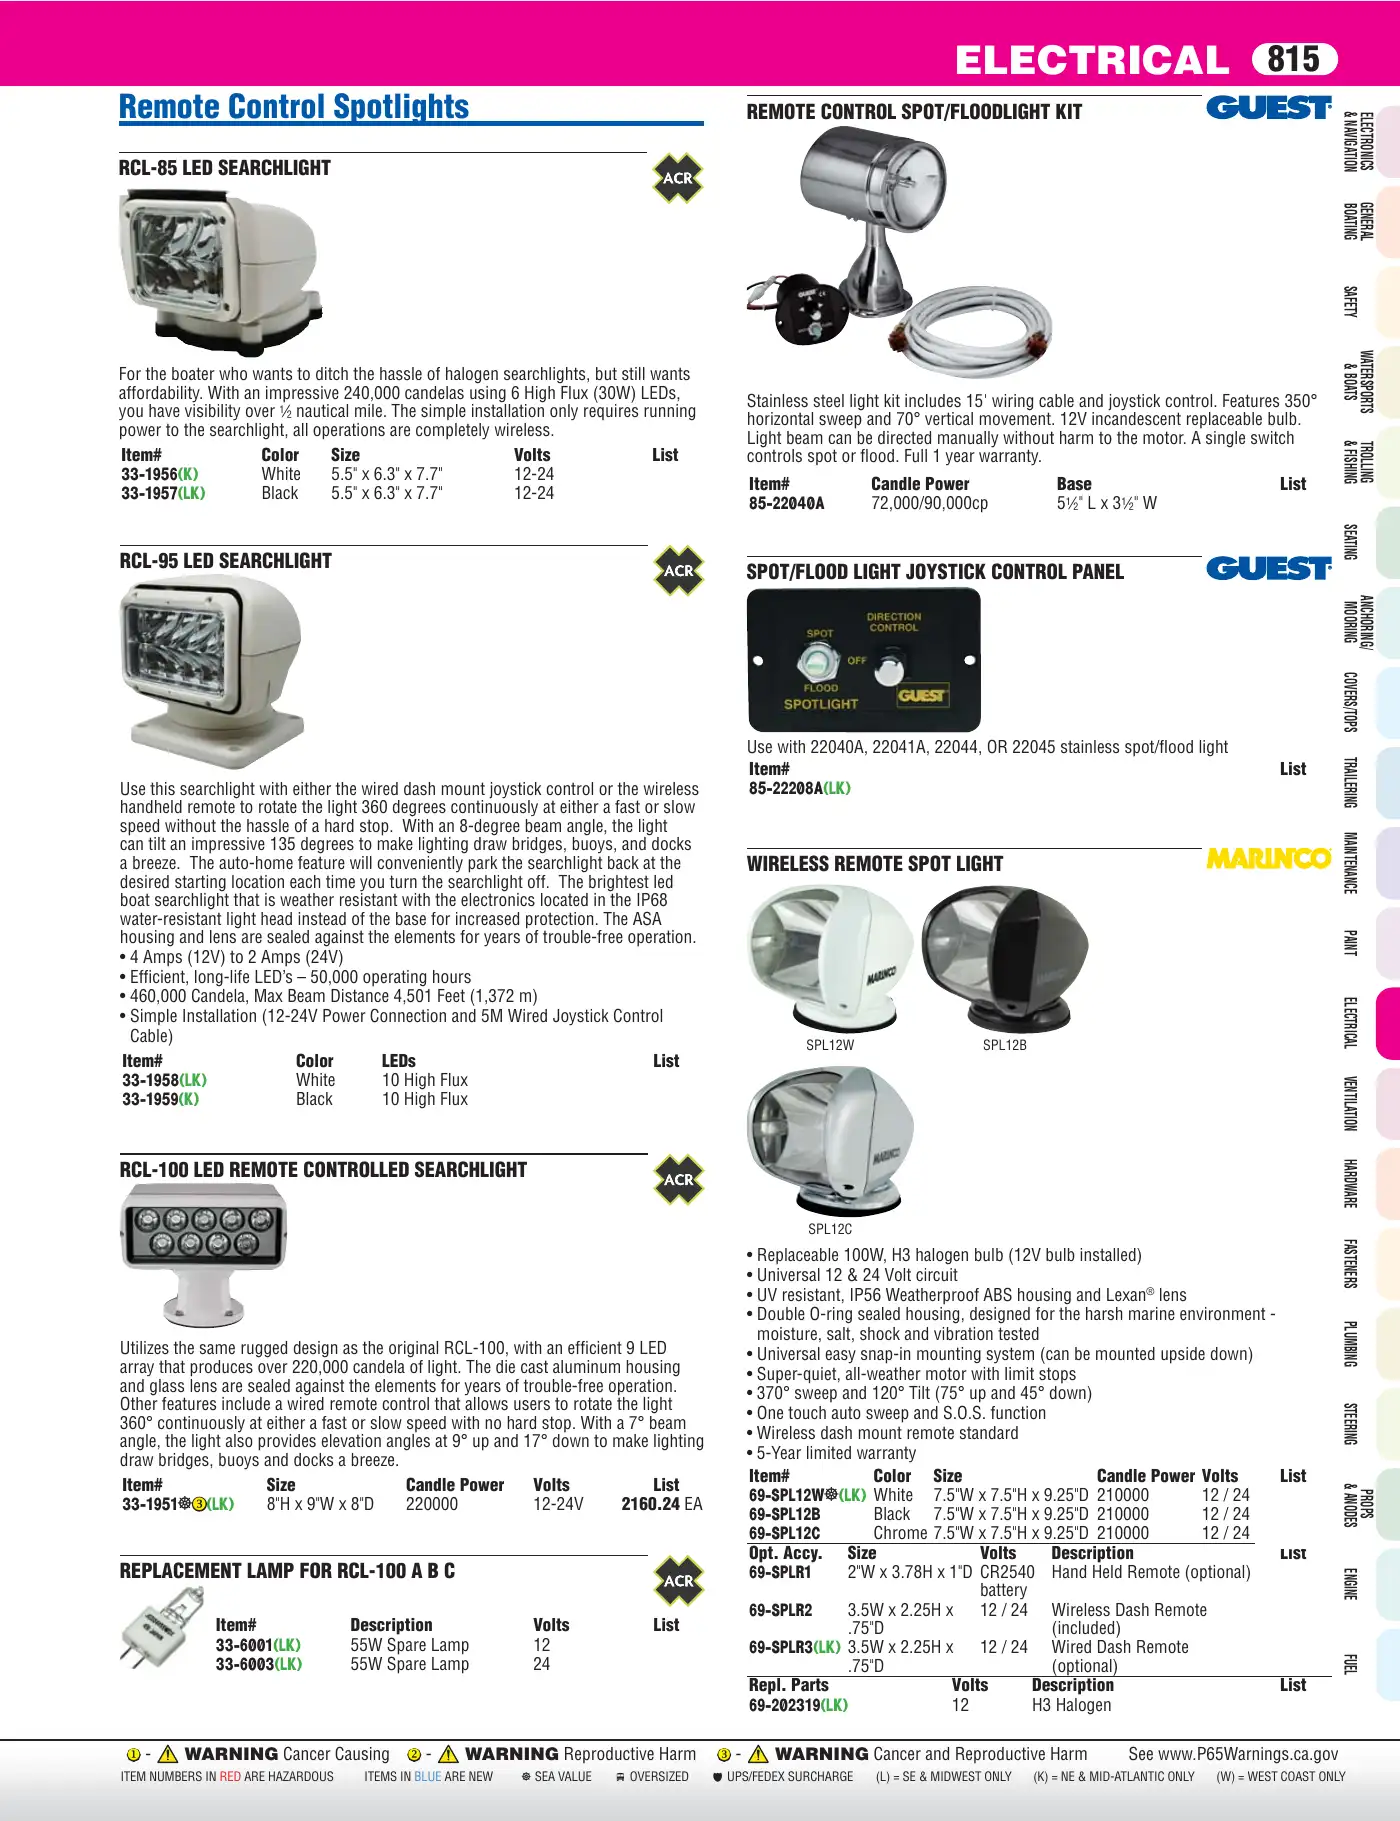 ELECTRICAL 815
Remote Control Spotlights
RCL-85 LED SEARCHLIGHT
ACR
For the boater who wants to ditch the hassle of halogen searchlights, but still wants
affordability. With an impressive 240,000 candelas using 6 High Flux (30W) LEDs,
you have visibility over ½ nautical mile. The simple installation only requires running
power to the searchlight, all operations are completely wireless.
Item# Color Size Volts List
33-1956(K) White 5.5" x 6.3" x 7.7" 12-24
33-1957(LK) Black 5.5" x 6.3" x 7.7" 12-24
RCL-95 LED SEARCHLIGHT
ACR
Use this searchlight with either the wired dash mount joystick control or the wireless
handheld remote to rotate the light 360 degrees continuously at either a fast or slow
speed without the hassle of a hard stop. With an 8-degree beam angle, the light
can tilt an impressive 135 degrees to make lighting draw bridges, buoys, and docks
a breeze. The auto-home feature will conveniently park the searchlight back at the
desired starting location each time you turn the searchlight off. The brightest led
boat searchlight that is weather resistant with the electronics located in the IP68
water-resistant light head instead of the base for increased protection. The ASA
housing and lens are sealed against the elements for years of trouble-free operation.
• 4 Amps (12V) to 2 Amps (24V)
• Efficient, long-life LED's – 50,000 operating hours
• 460,000 Candela, Max Beam Distance 4,501 Feet (1,372 m)
• Simple Installation (12-24V Power Connection and 5M Wired Joystick Control
Cable)
Item# Color LEDs List
33-1958(LK) White 10 High Flux
33-1959(K) Black 10 High Flux
RCL-100 LED REMOTE CONTROLLED SEARCHLIGHT
ACR
Utilizes the same rugged design as the original RCL-100, with an efficient 9 LED
array that produces over 220,000 candela of light. The die cast aluminum housing
and glass lens are sealed against the elements for years of trouble-free operation.
Other features include a wired remote control that allows users to rotate the light
360° continuously at either a fast or slow speed with no hard stop. With a 7° beam
angle, the light also provides elevation angles at 9° up and 17° down to make lighting
draw bridges, buoys and docks a breeze.
Item# Size Candle Power Volts List
33-1951 3 (LK) 8"H x 9"W x 8"D 220000 12-24V 2160.24 EA
REPLACEMENT LAMP FOR RCL-100 A B C
ACR
Item# Description Volts List
33-6001(LK) 55W Spare Lamp 12
33-6003(LK) 55W Spare Lamp 24
REMOTE CONTROL SPOT/FLOODLIGHT KIT
GUEST
GUEST
Stainless steel light kit includes 15' wiring cable and joystick control. Features 350°
horizontal sweep and 70° vertical movement. 12V incandescent replaceable bulb.
Light beam can be directed manually without harm to the motor. A single switch
controls spot or flood. Full 1 year warranty.
Item# Candle Power Base List
85-22040A 72,000/90,000cp 5½" L x 3½" W
SPOT/FLOOD LIGHT JOYSTICK CONTROL PANEL
GUEST
DIRECTION
CONTROL
SPOT
OFF
FLOOD
SPOTLIGHT
GUEST
Use with 22040A, 22041A, 22044, OR 22045 stainless spot/flood light
Item# List
85-22208A(LK)
WIRELESS REMOTE SPOT LIGHT
MARINCO
MARINCO
MARINCO
SPL12W SPL12B
MARINCO
SPL12C
• Replaceable 100W, H3 halogen bulb (12V bulb installed)
• Universal 12 & 24 Volt circuit
• UV resistant, IP56 Weatherproof ABS housing and Lexan® lens
• Double O-ring sealed housing, designed for the harsh marine environment -
moisture, salt, shock and vibration tested
• Universal easy snap-in mounting system (can be mounted upside down)
• Super-quiet, all-weather motor with limit stops
• 370° sweep and 120° Tilt (75° up and 45° down)
• One touch auto sweep and S.O.S. function
• Wireless dash mount remote standard
• 5-Year limited warranty
Item# Color Size Candle Power Volts List
69-SPL12W (LK) White 7.5"W x 7.5"H x 9.25"D 210000 12 / 24
69-SPL12B Black 7.5"W x 7.5"H x 9.25"D 210000 12 / 24
69-SPL12C Chrome 7.5"W x 7.5"H x 9.25"D 210000 12 / 24
Opt. Accy. Size Volts Description List
69-SPLR1 2"W x 3.78H x 1"D CR2540 Hand Held Remote (optional)
battery
69-SPLR2 3.5W x 2.25H x 12 / 24 Wireless Dash Remote
.75"D (included)
69-SPLR3(LK) 3.5W x 2.25H x 12 / 24 Wired Dash Remote
.75"D (optional)
Repl. Parts Volts Description List
69-202319(LK) 12 H3 Halogen
ELECTRONICS
& NAVIGATION
GENERAL
BOATING
SAFETY
WATERSPORTS
& BOATS
TROLLING
& FISHING
SEATING
ANCHORING/
MOORING
COVERS/TOPS
TRAILERING
MAINTENANCE
PAINT
ELECTRICAL
VENTILATION
HARDWARE
FASTENERS
PLUMBING
STEERING
PROPS
& ANODES
ENGINE
FUEL
1 - WARNING Cancer Causing 2 - WARNING Reproductive Harm 3 - WARNING Cancer and Reproductive Harm See www.P65Warnings.ca.gov
ITEM NUMBERS IN RED ARE HAZARDOUS ITEMS IN BLUE ARE NEW SEA VALUE OVERSIZED UPS/FEDEX SURCHARGE (L) = SE & MIDWEST ONLY (K) = NE & MID-ATLANTIC ONLY (W) = WEST COAST ONLY